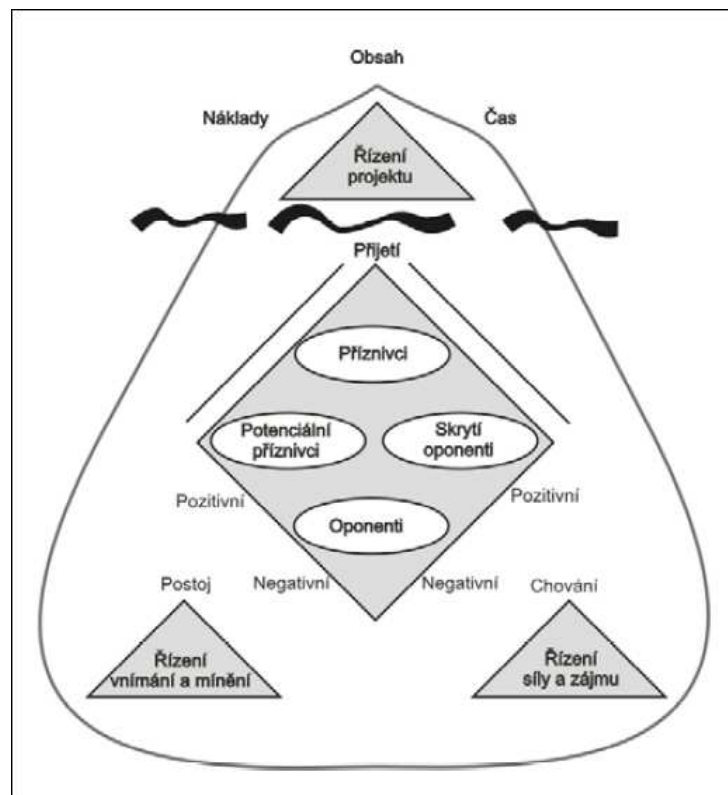 Obsah
Náklady
Čas
Řízení
projektu
Přijetí
Příznivci
Potenciální
příznivci
Skrytí
oponenti
Pozitivní
Pozitivní
Oponenti
Postoj
Negativní
Negativní
Chování
Řízení
vnímání a mínění
Řízení
síly a zájmu